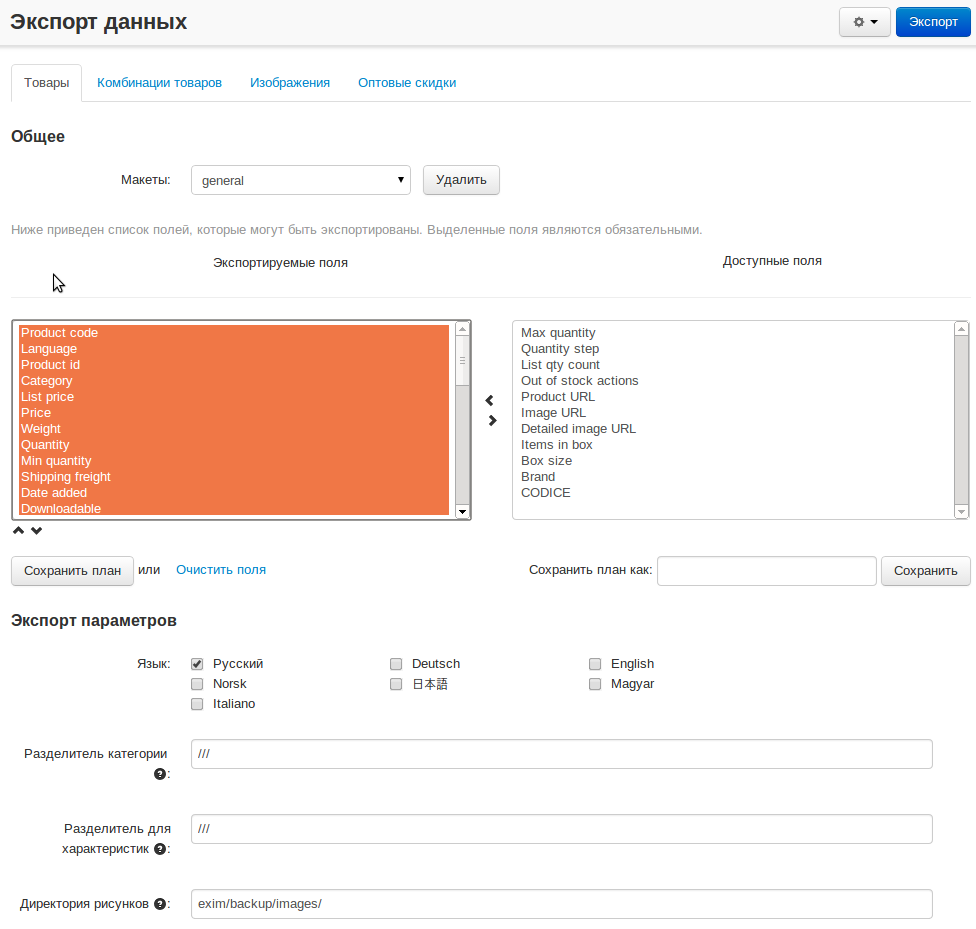 Экспорт данных
Экспорт
Товары Комбинации товаров Изображения Оптовые скидки
Общее
Макеты: general Удалить
Ниже приведен список полей, которые могут быть экспортированы. Выделенные поля являются обязательными.
Экспортируемые поля
Доступные поля
Product code
Language
Product id
Category
List price
Price
Weight
Quantity
Min quantity
Shipping freight
Date added
Downloadable
Max quantity
Quantity step
List qty count
Out of stock actions
Product URL
Image URL
Detailed image URL
Items in box
Box size
Brand
CODICE
Сохранить план или Очистить поля Сохранить план как: Сохранить
Экспорт параметров
Язык: Русский Deutsch English
Norsk 日本語 Magyar
Italiano
Разделитель категории ///
?:
Разделитель для ///
характеристик ?:
Директория рисунков ?: exim/backup/images/